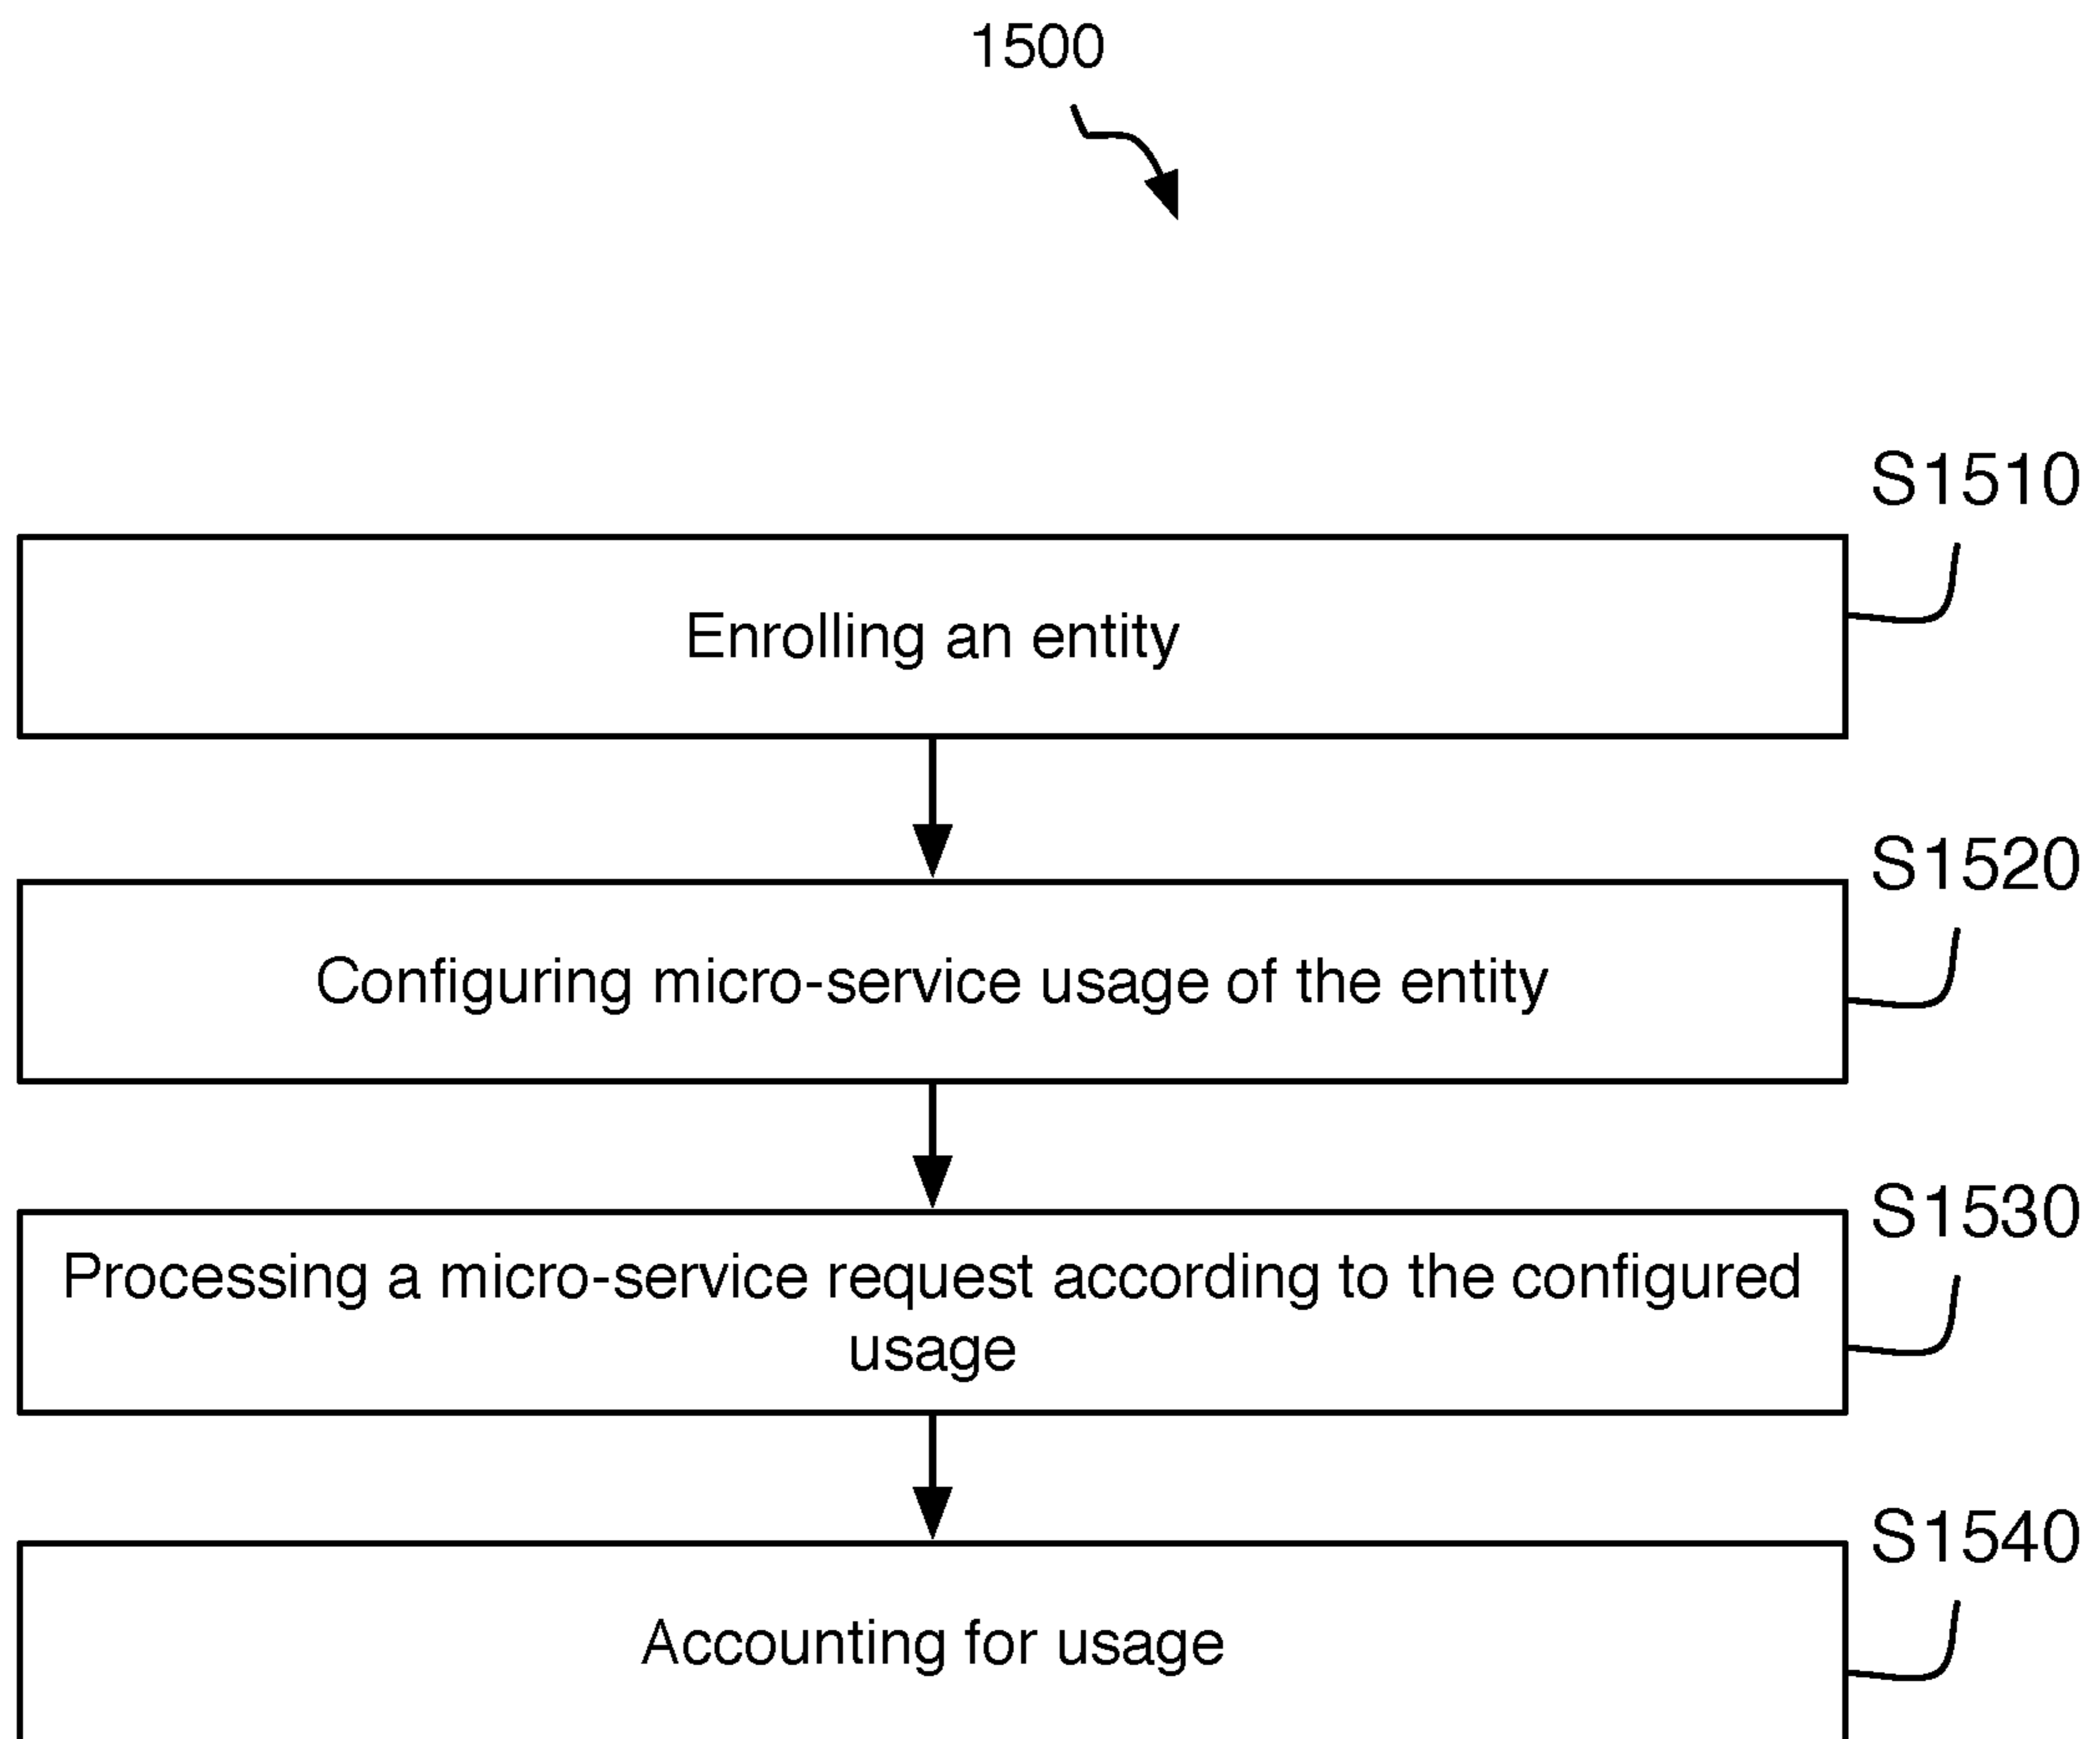 1500
S1510
Enrolling an entity
S1520
Configuring micro-service usage of the entity
S1530
Processing a micro-service request according to the configured
usage
S1540
Accounting for usage